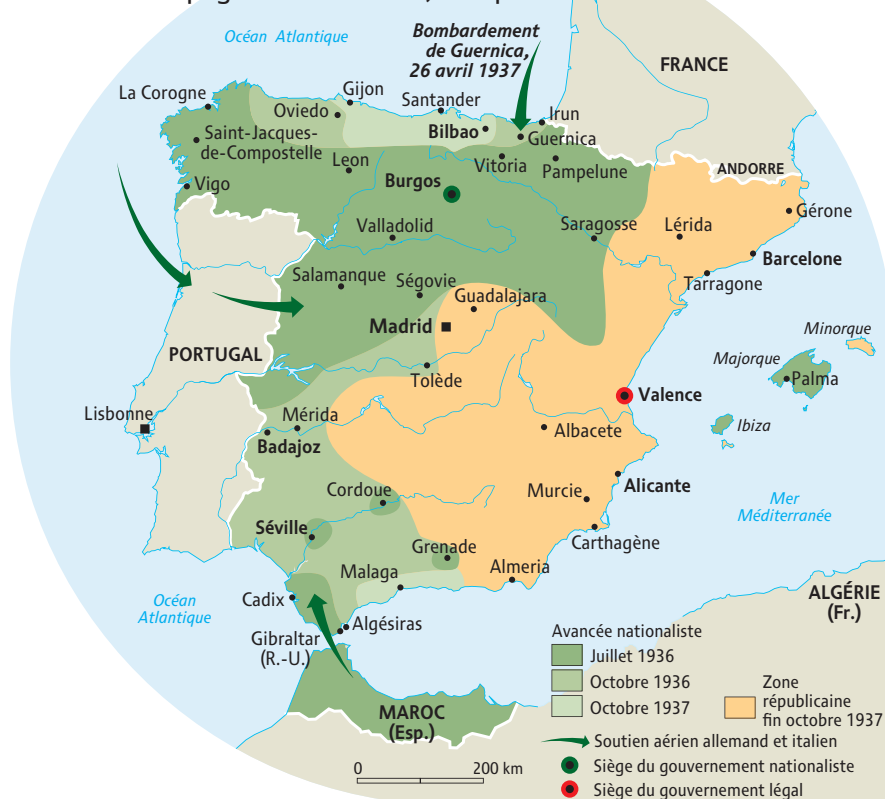 Océan Atlantique
Bombardement
de Guernica,
26 avril 1937
FRANCE
La Corogne
Gijon
Oviedo
Santander
Irun
Bilbao
Guernica
Saint-Jacques-
de-Compostelle
Leon
Vitoria
Pampelune
ANDORRE
Vigo
Burgos
Gérone
Valladolid
Saragosse
Lérida
Barcelone
Salamanque
Ségovie
Tarragone
Guadalajara
Madrid
Minorque
PORTUGAL
Majorque
Tolède
Palma
Lisbonne
Valence
Mérida
Albacete
Ibiza
Badajoz
Cordoue
Murcie
Alicante
Mer
Méditerranée
Séville
Carthagène
Grenade
Almeria
Malaga
ALGÉRIE
(Fr.)
Océan
Atlantique
Cadix
Algésiras
Gibraltar
(R.-U.)
MAROC
(Esp.)
Avancée nationaliste
Juillet 1936
Octobre 1936
Octobre 1937
Zone
républicaine
fin octobre 1937
Soutien aérien allemand et italien
Siège du gouvernement nationaliste
Siège du gouvernement légal
0 200 km